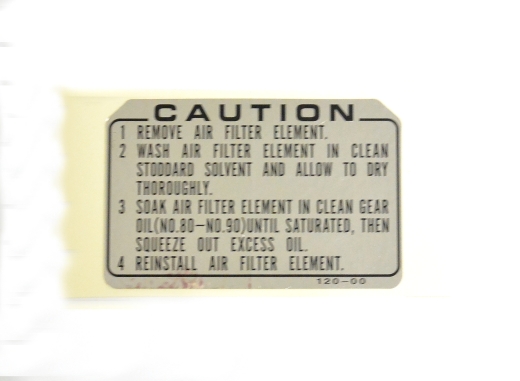 CAUTION
1 REMOVE AIR FILTER ELEMENT.
2 WASH AIR FILTER ELEMENT IN CLEAN
STODDARD SOLVENT AND ALLOW TO DRY
THOROUGHLY.
3 SOAK AIR FILTER ELEMENT IN CLEAN GEAR
OIL(NO.80-NO.90)UNTIL SATURATED, THEN
SQUEEZE OUT EXCESS OIL.
4 REINSTALL AIR FILTER ELEMENT.
120-00